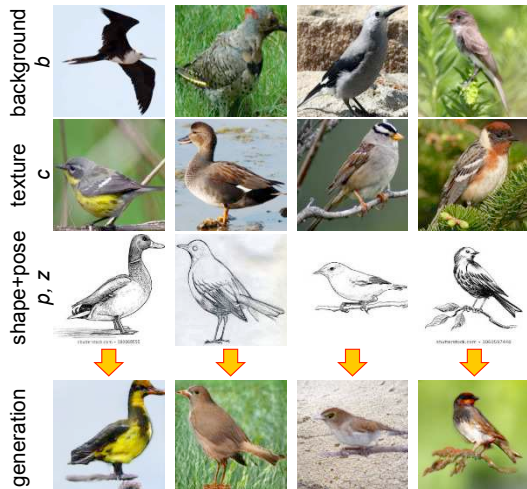 background
b
texture
c
shape+pose
p, z
generation